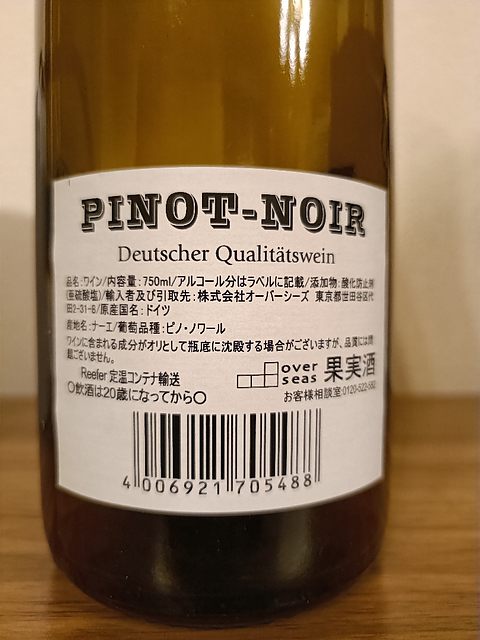 PINOT-NOIR
Deutscher Qualitätswein
品名:ワイン/内容量:750ml/アルコール分はラベルに記載/添加物:酸化防止剤
(亜硫酸塩)/輸入者及び引取先:株式会社オーバーシーズ 東京都世田谷区代
田2-31-8/原産国名:ドイツ
産地名:ナーエ/葡萄品種:ピノ・ノワール
ワインに含まれる成分がオリとして瓶底に沈殿する場合がございますが、品質には問
題ございません。
Reefer 定温コンテナ輸送
over seas 果実酒
○飲酒は20歳になってから○
お客様相談室:0120-522-580
4 006921 705488